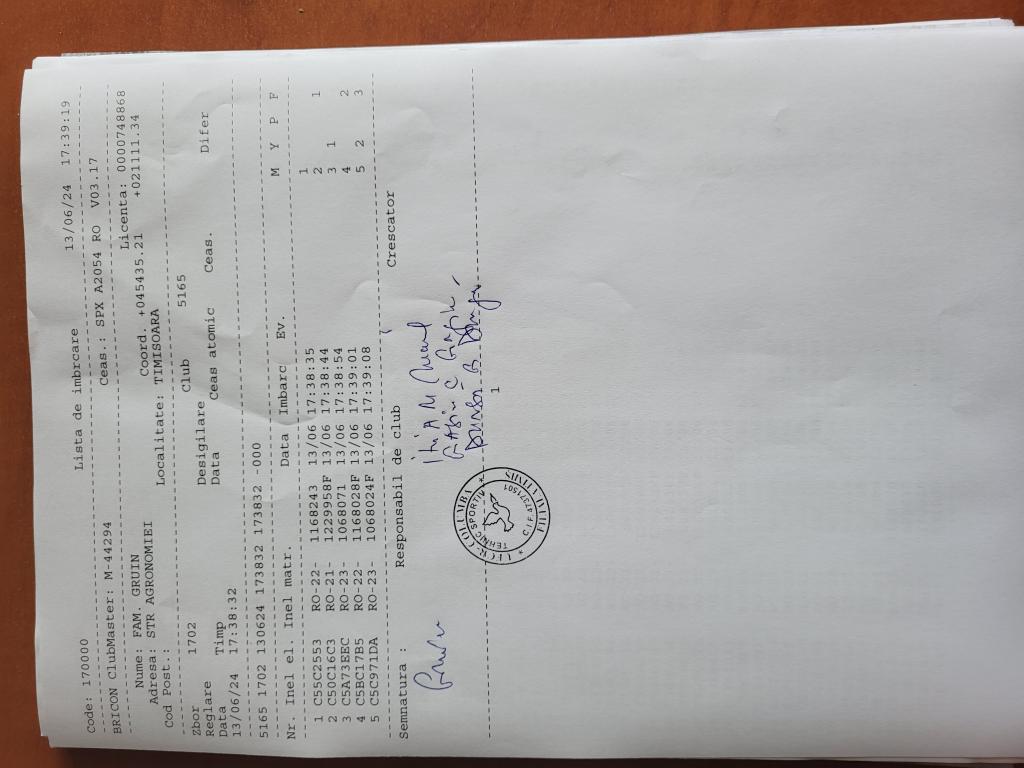 Code: 170000 Lista de imbrcare 13/06/24 17:39:19
BRICON ClubMaster: M-44294 Ceas.: SPX A2054 RO V03.17
Nume: FAM. GRUIN Licenta: 0000748868
Adresa: STR AGRONOMIEI Coord. +045435.21 +021111.34
Cod Post.: Localitate: TIMISOARA
Zbor 1702 Club 5165
Reglare Desigilare
Data Timp Data Ceas atomic Ceas. Difer
13/06/24 17:38:32
5165 1702 130624 173832 173832 -000
Nr. Inel el. Inel matr. Data Imbarc Ev. M Y P F
1 C55C2553 RO-22- 1168243 13/06 17:38:35 1
2 C50C16C3 RO-21- 1229958F 13/06 17:38:44 2 1
3 C5A73EEC RO-23- 1068071 13/06 17:38:54 3 1
4 C5BC17B5 RO-22- 1168028F 13/06 17:39:01 4 2
5 C5C971DA RO-23- 1068024F 13/06 17:39:08 5 2 3
Semnatura : Responsabil de club Crescator
U.F.C.R. - COLUMBA
TEHNIC SPORTIV
C.I.F. 47371501
FILIALA TIMIS
1